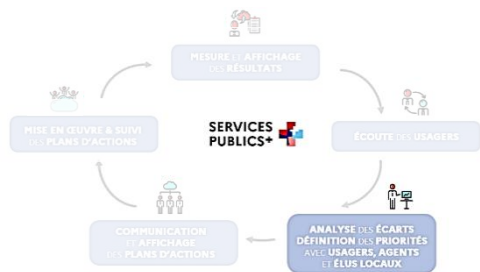 MESURE ET AFFICHAGE
DES RÉSULTATS
ÉCOUTE DES USAGERS
ANALYSE DES ÉCARTS
DÉFINITION DES PRIORITÉS
AVEC USAGERS, AGENTS
ET ÉLUS LOCAUX
COMMUNICATION
ET AFFICHAGE
DES PLANS D'ACTIONS
MISE EN ŒUVRE & SUIVI
DES PLANS D'ACTIONS
SERVICES
PUBLICS+